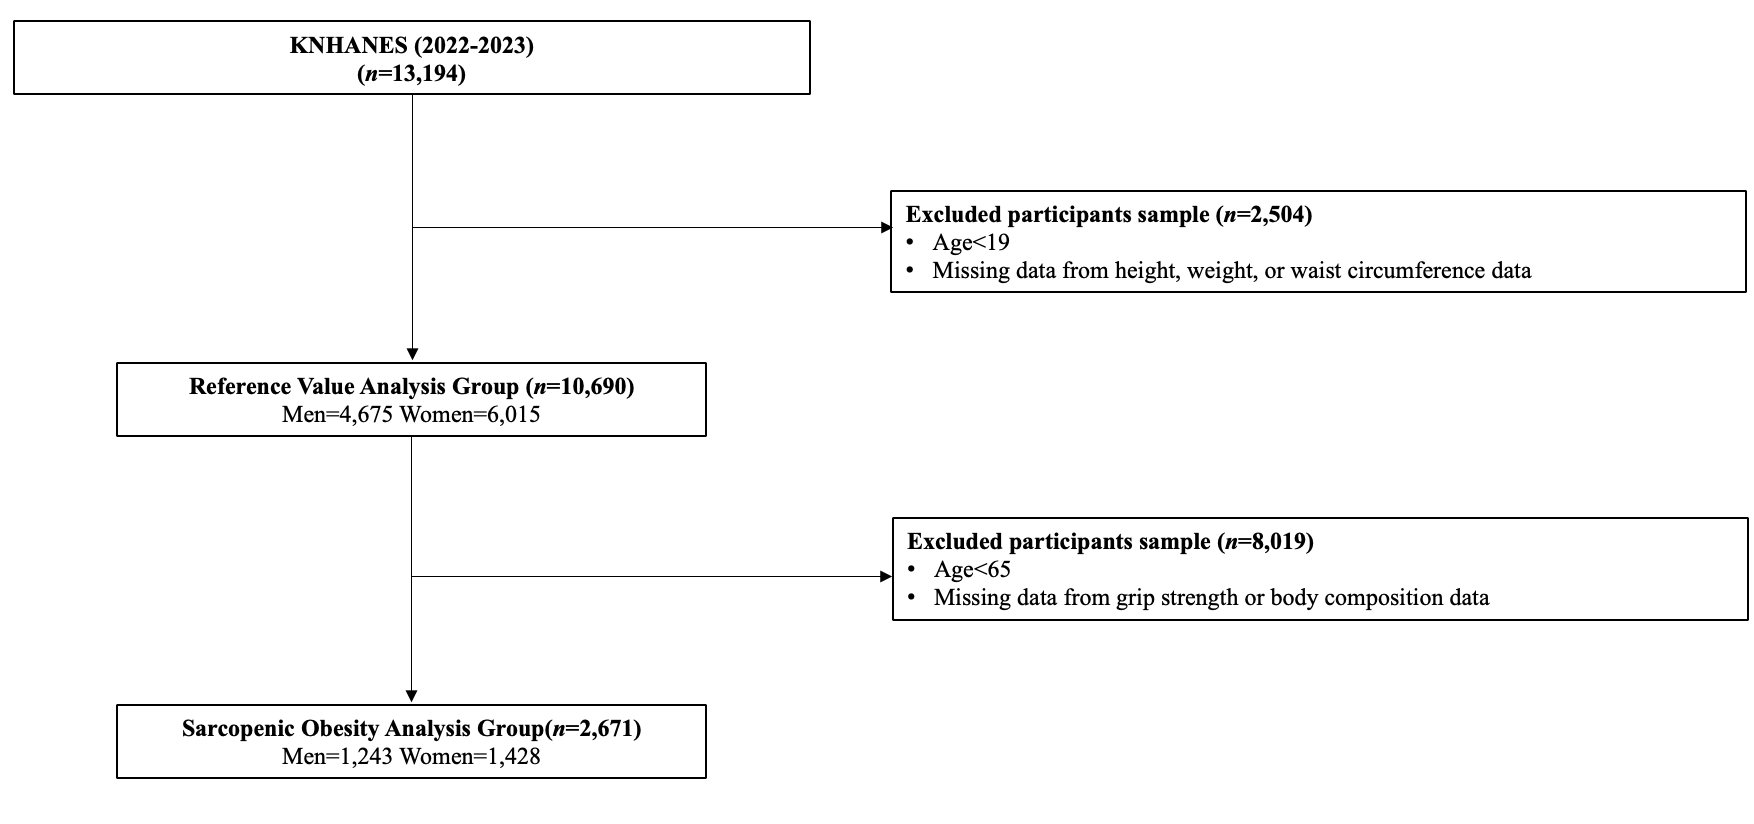 KNHANES (2022-2023)
(n=13,194)
Excluded participants sample (n=2,504)
• Age<19
• Missing data from height, weight, or waist circumference data
Reference Value Analysis Group (n=10,690)
Men=4,675 Women=6,015
Excluded participants sample (n=8,019)
• Age<65
• Missing data from grip strength or body composition data
Sarcopenic Obesity Analysis Group(n=2,671)
Men=1,243 Women=1,428